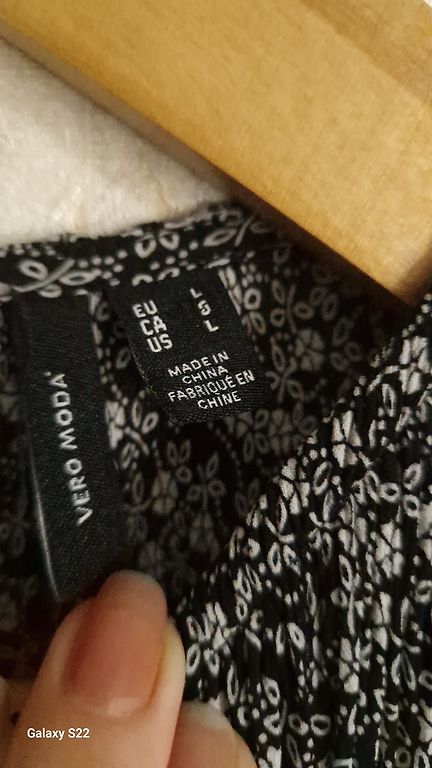 VERO MODA
EU L
CA G
US L
MADE IN
CHINA
FABRIQUÉ EN
CHINE
Galaxy S22